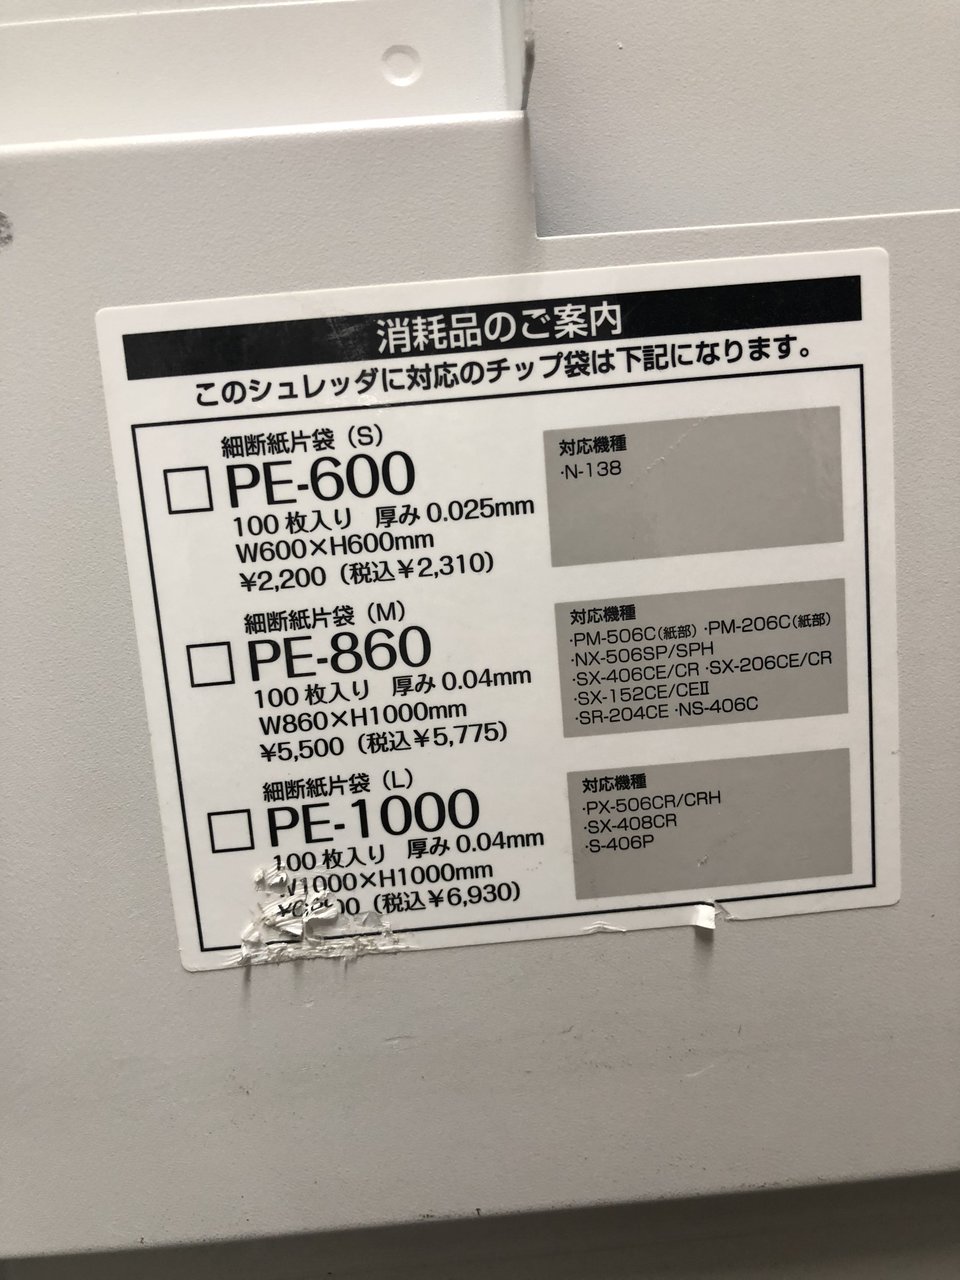 消耗品のご案内
このシュレッダに対応のチップ袋は下記になります。
細断紙片袋（S）
PE-600
100枚入り　厚み0.025mm
W600×H600mm
¥2,200（税込¥2,310）
対応機種
・N-138
細断紙片袋（M）
PE-860
100枚入り　厚み0.04mm
W860×H1000mm
¥5,500（税込¥5,775）
対応機種
・PM-506C（紙部）・PM-206C（紙部）
・NX-506SP/SPH
・SX-406CE/CR ・SX-206CE/CR
・SX-152CE/CEⅡ
・SR-204CE ・NS-406C
細断紙片袋（L）
PE-1000
100枚入り　厚み0.04mm
W1000×H1000mm
（税込¥6,930）
対応機種
・PX-506CR/CRH
・SX-408CR
・S-406P